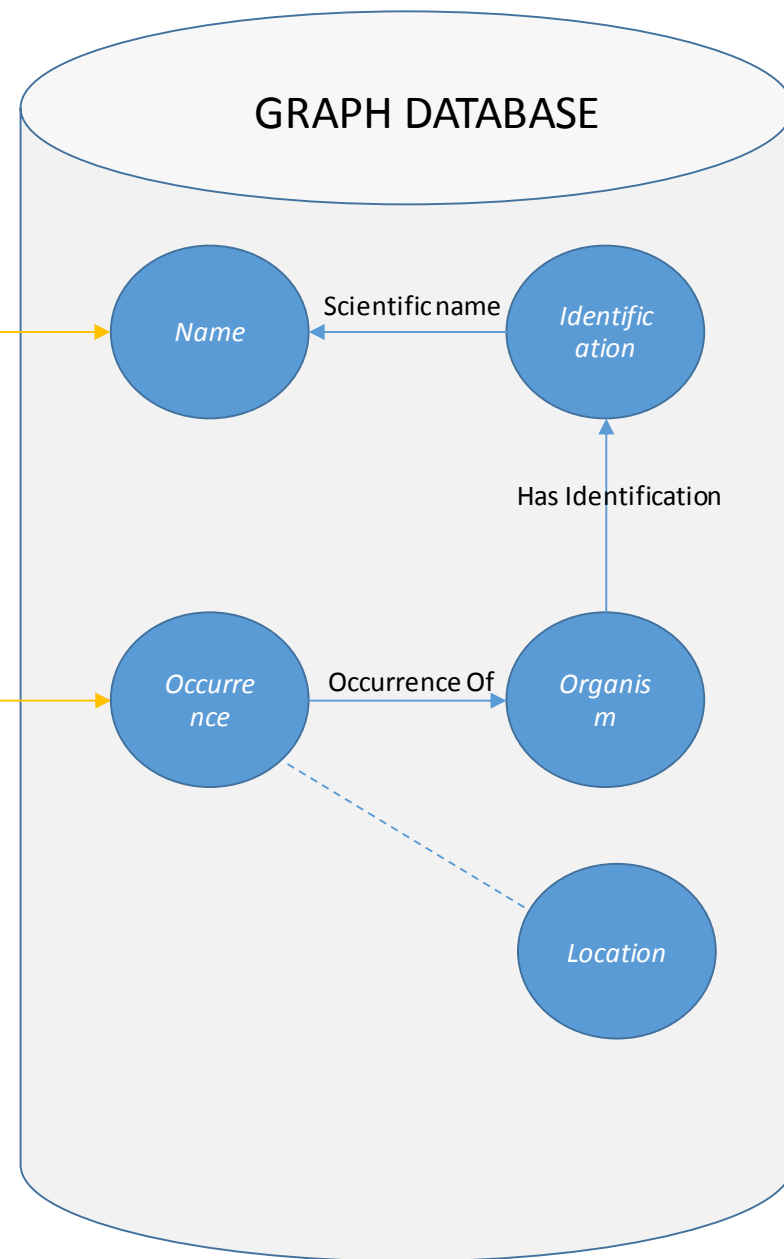 GRAPH DATABASE
Name
Scientific name
Identific
ation
Has Identification
Occurre
nce
Occurrence Of
Organis
m
Location